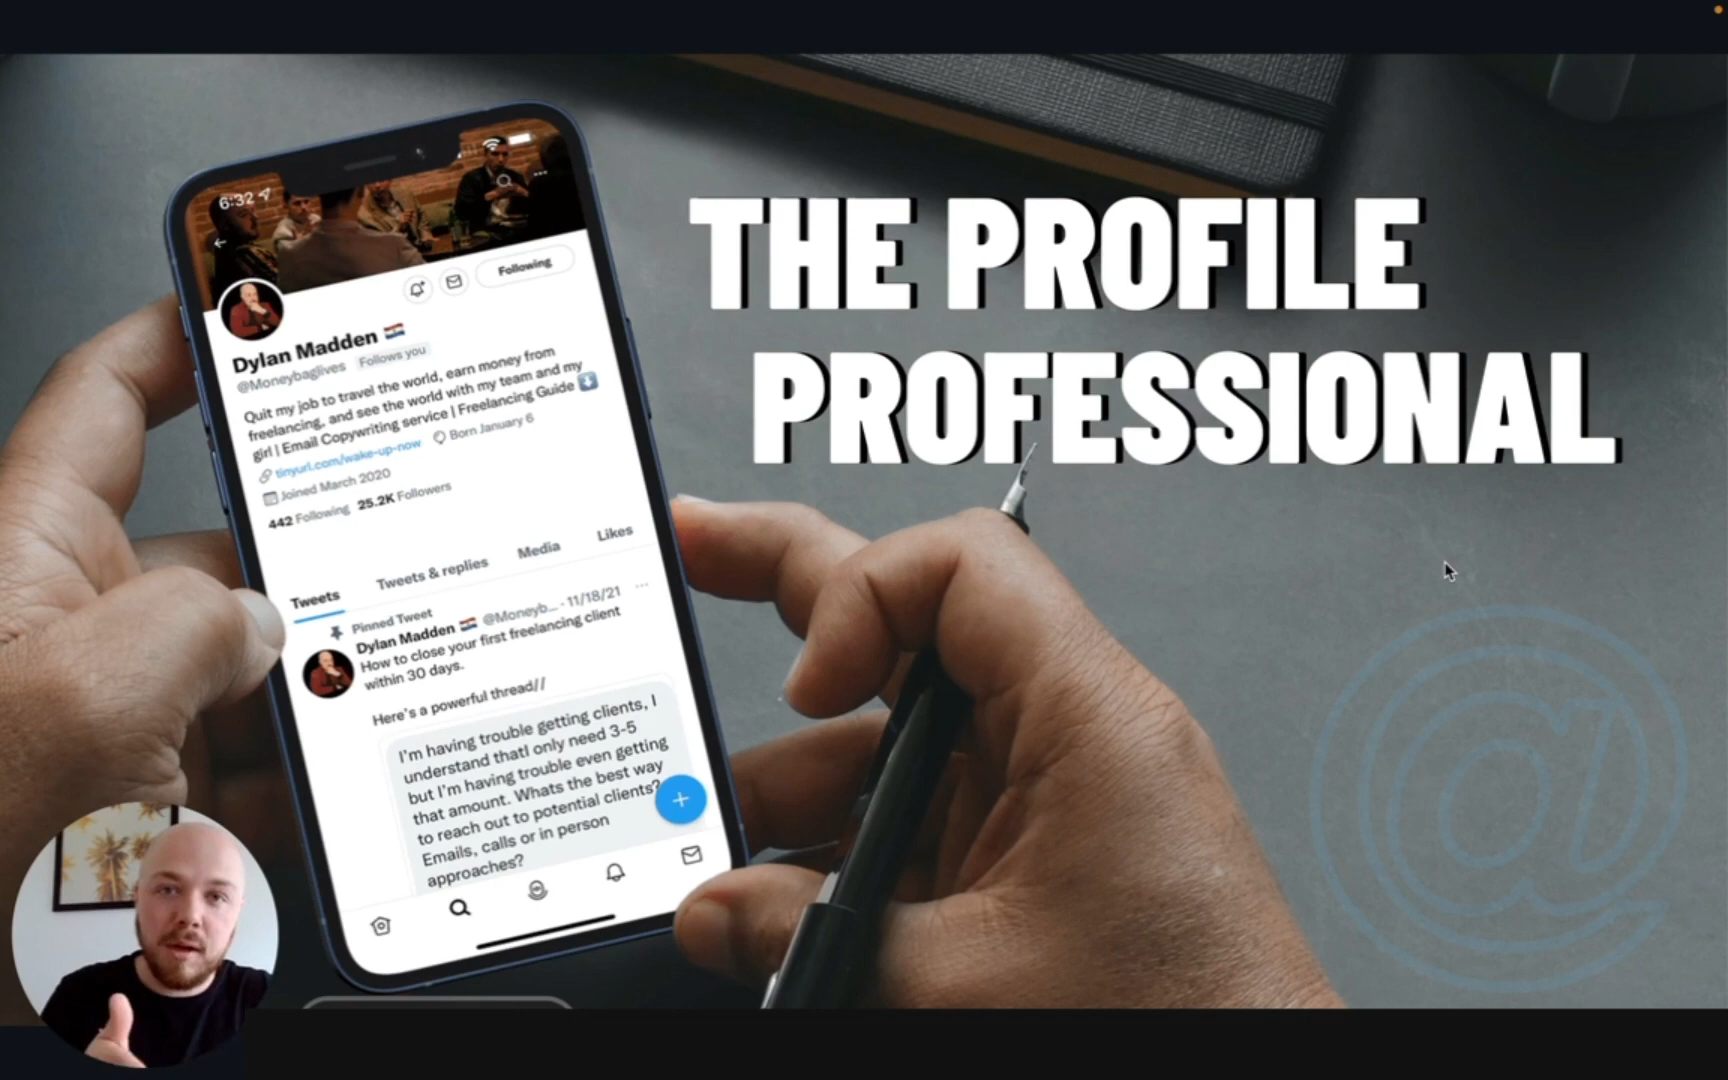 6:32
Following
Dylan Madden
@Moneybaglives Follows you
Quit my job to travel the world, earn money from
freelancing, and see the world with my team and my
girl | Email Copywriting service | Freelancing Guide
tinyurl.com/wake-up-now Born January 6
Joined March 2020
442 Following 25.2K Followers
Tweets Tweets & replies Media Likes
Pinned Tweet
Dylan Madden @Moneyb... · 11/18/21
How to close your first freelancing client
within 30 days.
Here's a powerful thread//
I'm having trouble getting clients, I
understand thatI only need 3-5
but I'm having trouble even getting
that amount. Whats the best way
to reach out to potential clients?
Emails, calls or in person
approaches?
THE PROFILE
PROFESSIONAL
@